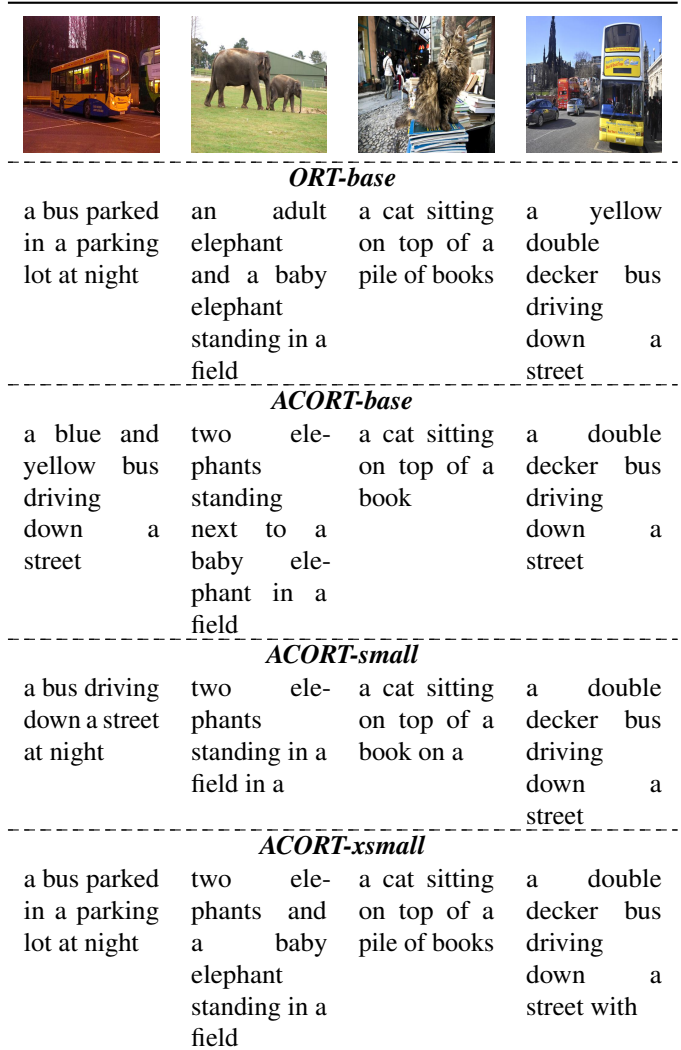 ORT-base
a bus parked
in a parking
lot at night
an adult
elephant
and a baby
elephant
standing in a
field
a cat sitting
on top of a
pile of books
a yellow
double
decker bus
driving
down a
street
ACORT-base
a blue and
yellow bus
driving
down a
street
two ele-
phants
standing
next to a
baby ele-
phant in a
field
a cat sitting
on top of a
book
a double
decker bus
driving
down a
street
ACORT-small
a bus driving
down a street
at night
two ele-
phants
standing in a
field in a
a cat sitting
on top of a
book on a
a double
decker bus
driving
down a
street
ACORT-xsmall
a bus parked
in a parking
lot at night
two ele-
phants and
a baby
elephant
standing in a
field
a cat sitting
on top of a
pile of books
a double
decker bus
driving
down a
street with